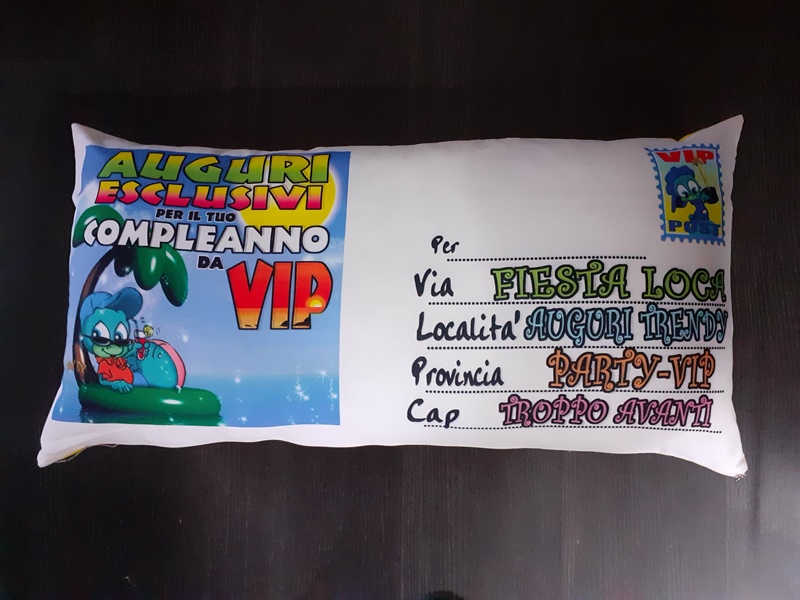 AUGURI
ESCLUSIVI
PER IL TUO
COMPLEANNO
DA
VIP
VIP
POST
Per
Via FIESTA LOCA
Localita' AUGURI TRENDY
Provincia PARTY-VIP
Cap TROPPO AVANTI